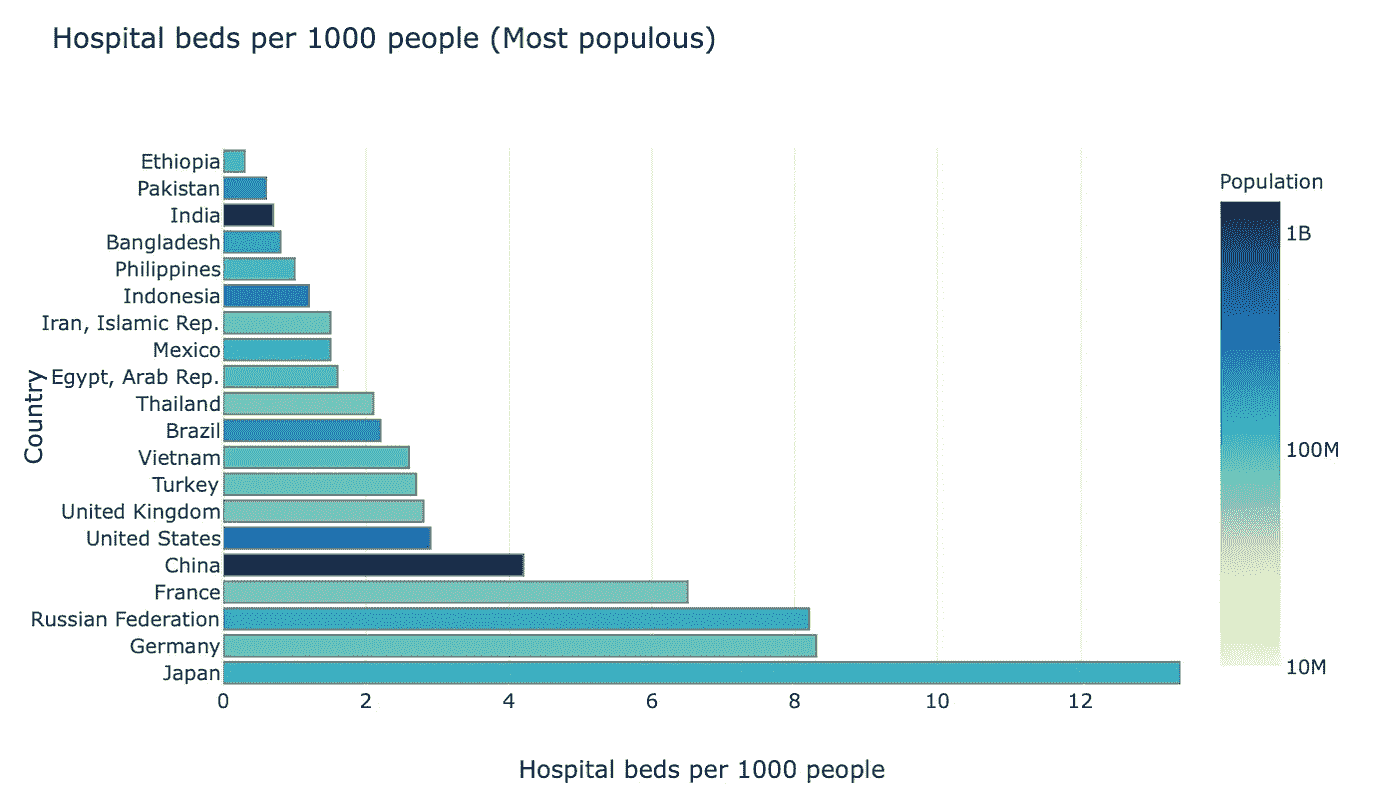 Hospital beds per 1000 people (Most populous)
Ethiopia
Pakistan
India
Bangladesh
Philippines
Indonesia
Iran, Islamic Rep.
Mexico
Egypt, Arab Rep.
Thailand
Brazil
Vietnam
Turkey
United Kingdom
United States
China
France
Russian Federation
Germany
Japan
Country
0 2 4 6 8 10 12
Hospital beds per 1000 people
Population
1B
100M
10M